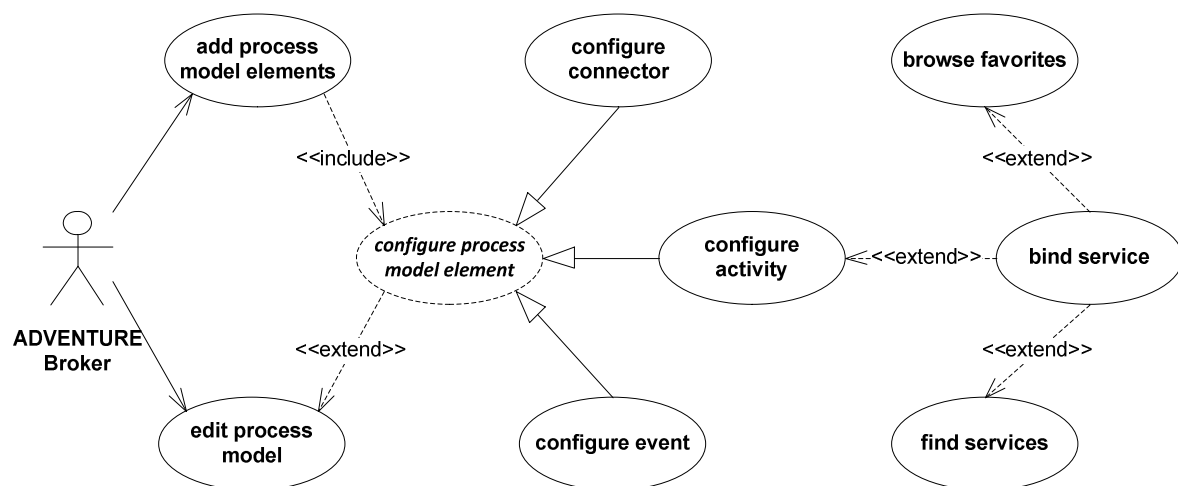 add process
model elements
configure
connector
browse favorites
<<include>>
<<extend>>
configure process
model element
configure
activity
<<extend>>
bind service
ADVENTURE
Broker
<<extend>>
<<extend>>
edit process
model
configure event
find services